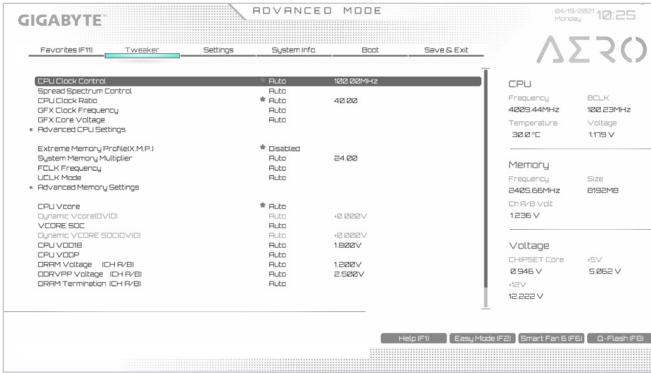 GIGABYTE™
ADVANCED MODE
04/19/2021 Monday 10:25
Favorites (F11) Tweaker Settings System Info. Boot Save & Exit
AERO
CPU Clock Control Auto 100.00MHz
Spread Spectrum Control Auto
CPU Clock Ratio Auto 40.00
GFX Clock Frequency Auto
GFX Core Voltage Auto
Advanced CPU Settings
Extreme Memory Profile(X.M.P.) Disabled
System Memory Multiplier Auto 24.00
FCLK Frequency Auto
UCLK Mode Auto
Advanced Memory Settings
CPU Vcore Auto
Dynamic Vcore(DVID) Auto +0.000V
VCORE SOC Auto
Dynamic VCORE SOC(DVID) Auto +0.000V
CPU VDD18 Auto 1.800V
CPU VDDP Auto
DRAM Voltage (CH A/B) Auto 1.200V
DDRVPP Voltage (CH A/B) Auto 2.500V
DRAM Termination (CH A/B) Auto
CPU
Frequency BCLK
4009.44MHz 100.23MHz
Temperature Voltage
30.0 °C 1.179 V
Memory
Frequency Size
2405.66MHz 8192MB
Ch A/B Volt
1.236 V
Voltage
CHIPSET Core +5V
0.946 V 5.062 V
+12V
12.222 V
Help (F1) Easy Mode (F2) Smart Fan 6 (F6) Q-Flash (F8)